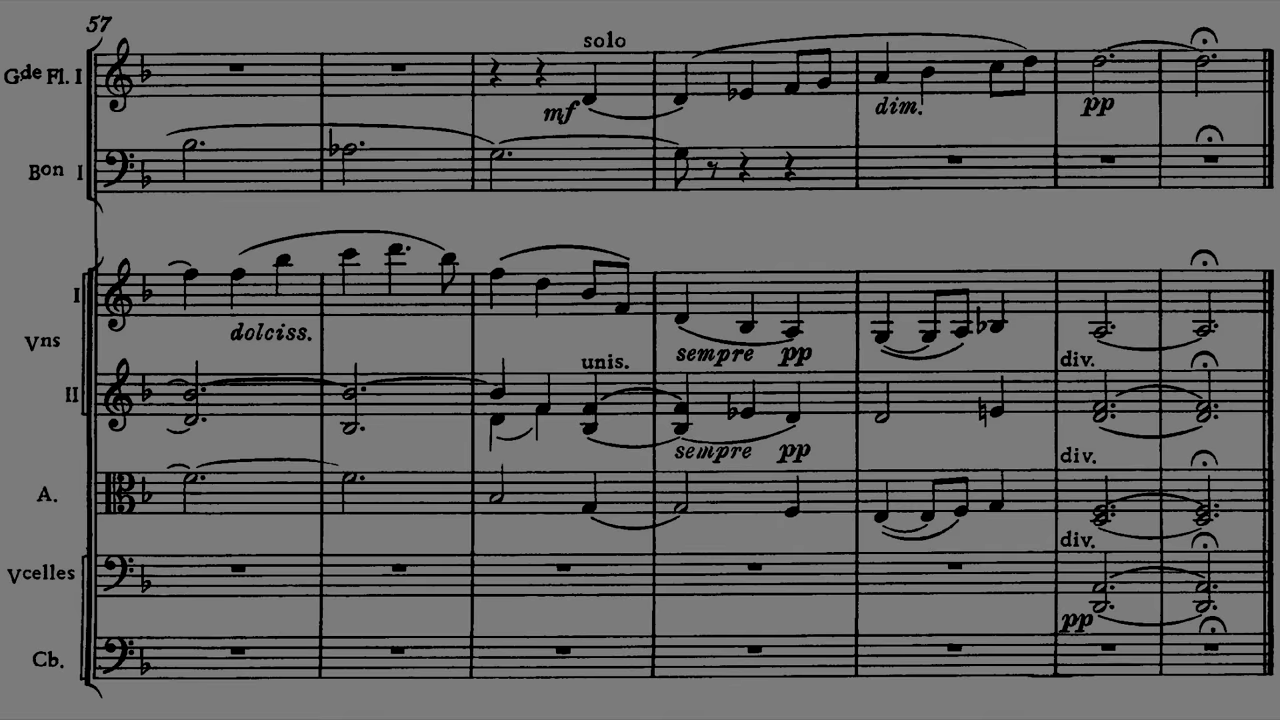 57
solo
Gde Fl. I
mf
dim.
pp
Bon I
I
dolciss.
Vns
unis.
sempre pp
div.
II
sempre pp
div.
A.
div.
Vcelles
pp
Cb.